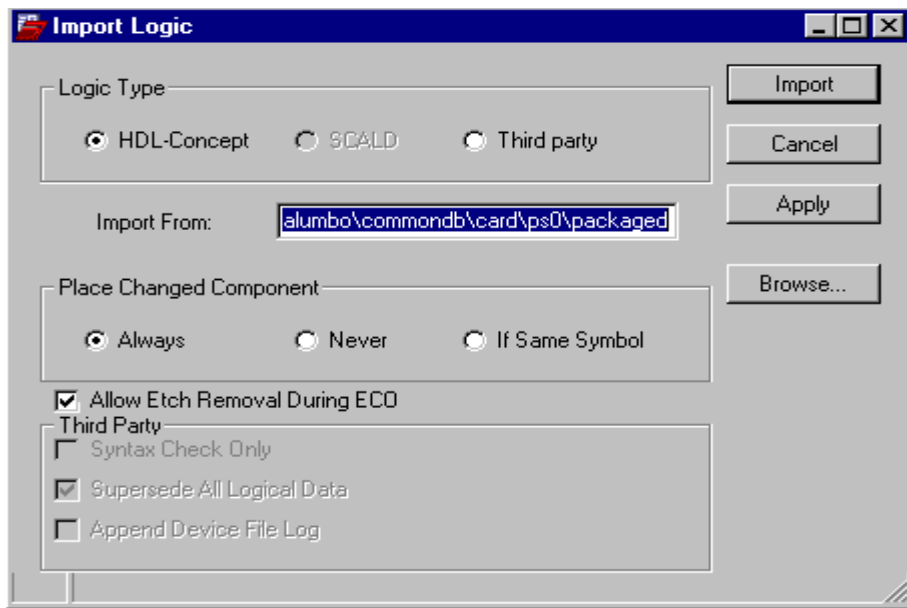 Import Logic
Logic Type
HDL-Concept SCALD Third party
Import
Cancel
Import From: alumbo\commondb\card\ps0\packaged
Apply
Place Changed Component
Browse...
Always Never If Same Symbol
Allow Etch Removal During ECO
Third Party
Syntax Check Only
Supersede All Logical Data
Append Device File Log